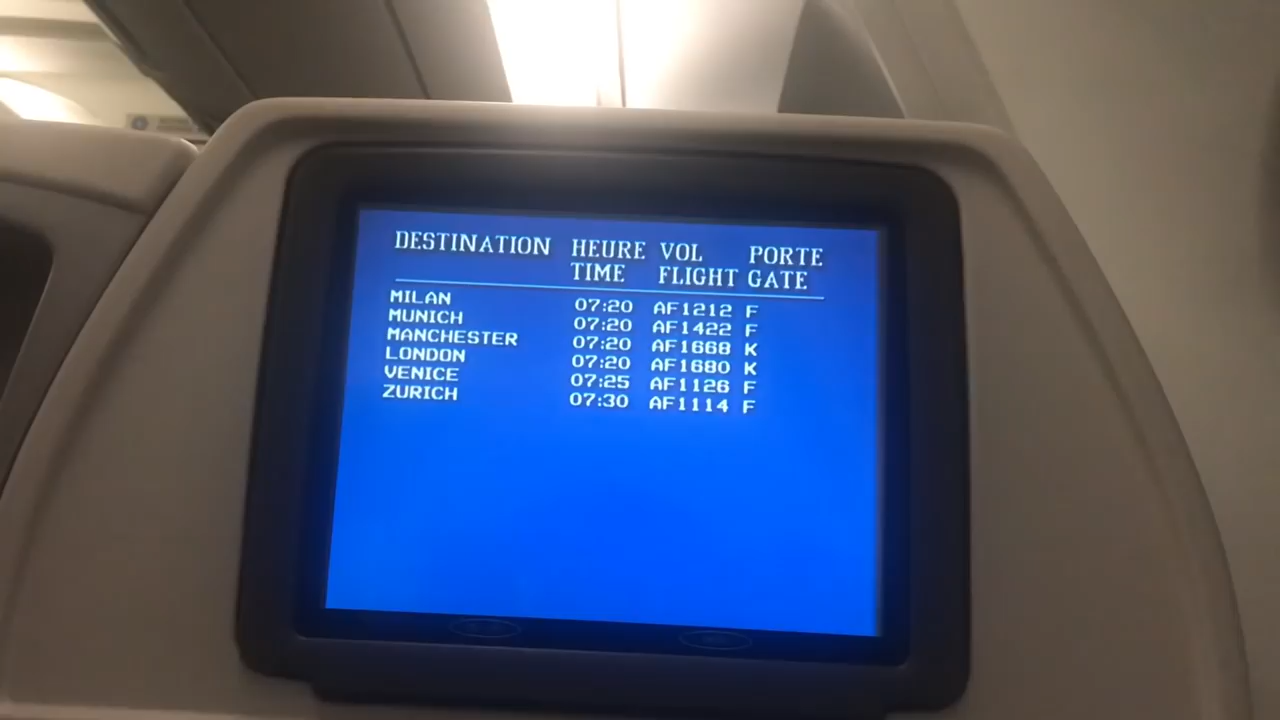 DESTINATION HEURE VOL PORTE
TIME FLIGHT GATE
MILAN 07:20 AF1212 F
MUNICH 07:20 AF1422 F
MANCHESTER 07:20 AF1668 K
LONDON 07:20 AF1680 K
VENICE 07:25 AF1126 F
ZURICH 07:30 AF1114 F